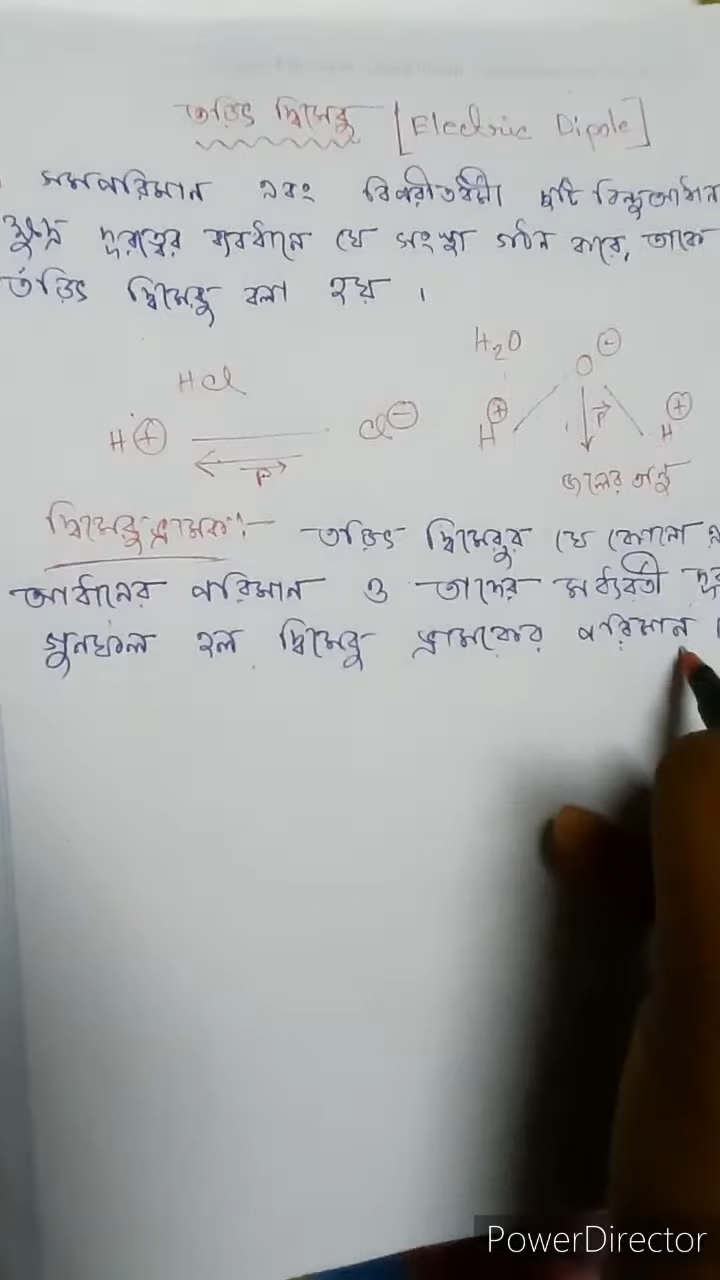 তড়িৎ দ্বিমেরু [Electric Dipole]
সমপরিমান এবং বিপরীতধর্মী দুটি বিন্দুআধান
ক্ষুদ্র দূরত্বের ব্যবধানে যে সংস্থা গঠন করে, তাকে
তড়িৎ দ্বিমেরু বলা হয় ।
HCl
H₂O
O⊖
H⊕ Cl⊖
H⊕ H⊕
P P
জলের অণু
দ্বিমেরু ভ্রামক :- তড়িৎ দ্বিমেরুর যে কোনো
আধানের পরিমান ও তাদের মধ্যবর্তী
গুনফল হল দ্বিমেরু ভ্রামকের পরিমান ।
PowerDirector